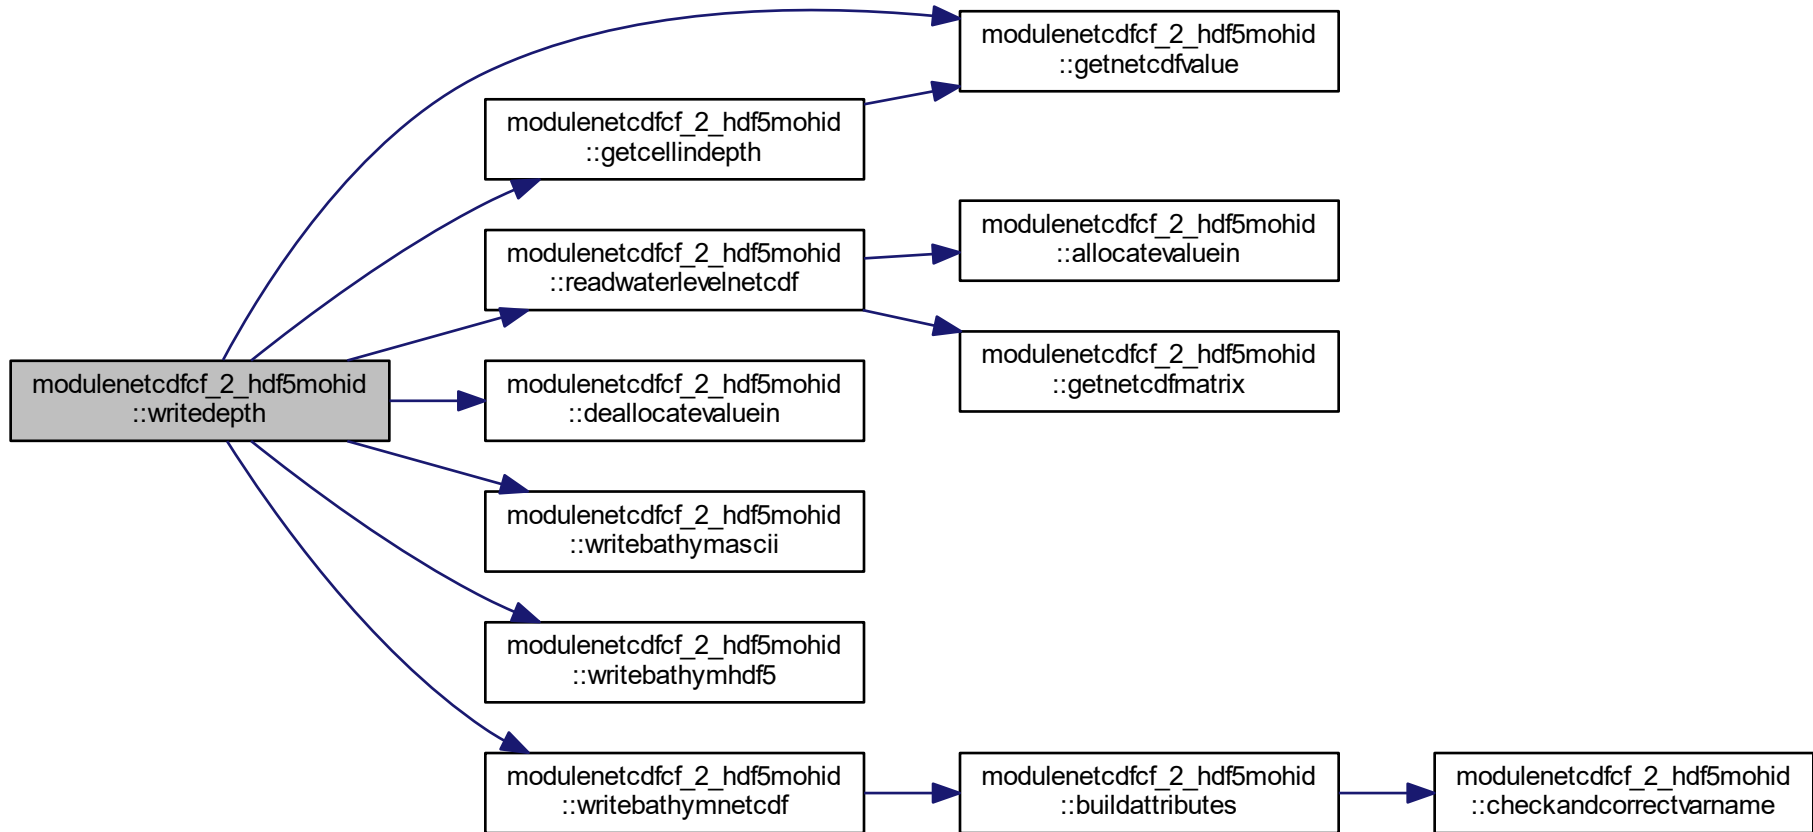 modulenetcdfcf_2_hdf5mohid
::getnetcdfvalue
modulenetcdfcf_2_hdf5mohid
::getcellindepth
modulenetcdfcf_2_hdf5mohid
::allocatevaluein
modulenetcdfcf_2_hdf5mohid
::readwaterlevelnetcdf
modulenetcdfcf_2_hdf5mohid
::getnetcdfmatrix
modulenetcdfcf_2_hdf5mohid
::writedepth
modulenetcdfcf_2_hdf5mohid
::deallocatevaluein
modulenetcdfcf_2_hdf5mohid
::writebathymascii
modulenetcdfcf_2_hdf5mohid
::writebathymhdf5
modulenetcdfcf_2_hdf5mohid
::writebathymnetcdf
modulenetcdfcf_2_hdf5mohid
::buildattributes
modulenetcdfcf_2_hdf5mohid
::checkandcorrectvarname